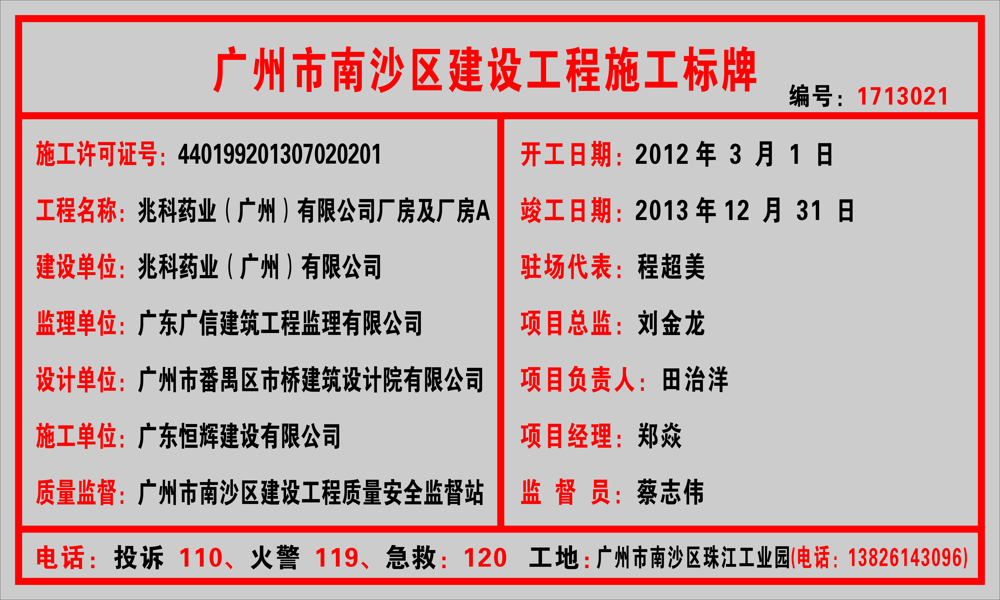 广州市南沙区建设工程施工标牌
编号：1713021
施工许可证号：440199201307020201
工程名称：兆科药业（广州）有限公司厂房及厂房A
建设单位：兆科药业（广州）有限公司
监理单位：广东广信建筑工程监理有限公司
设计单位：广州市番禺区市桥建筑设计院有限公司
施工单位：广东恒辉建设有限公司
质量监督：广州市南沙区建设工程质量安全监督站
开工日期：2012 年 3 月 1 日
竣工日期：2013 年 12 月 31 日
驻场代表：程超美
项目总监：刘金龙
项目负责人：田治洋
项目经理：郑焱
监 督 员：蔡志伟
电话：投诉 110、火警 119、急救：120 工地：广州市南沙区珠江工业园(电话：13826143096)